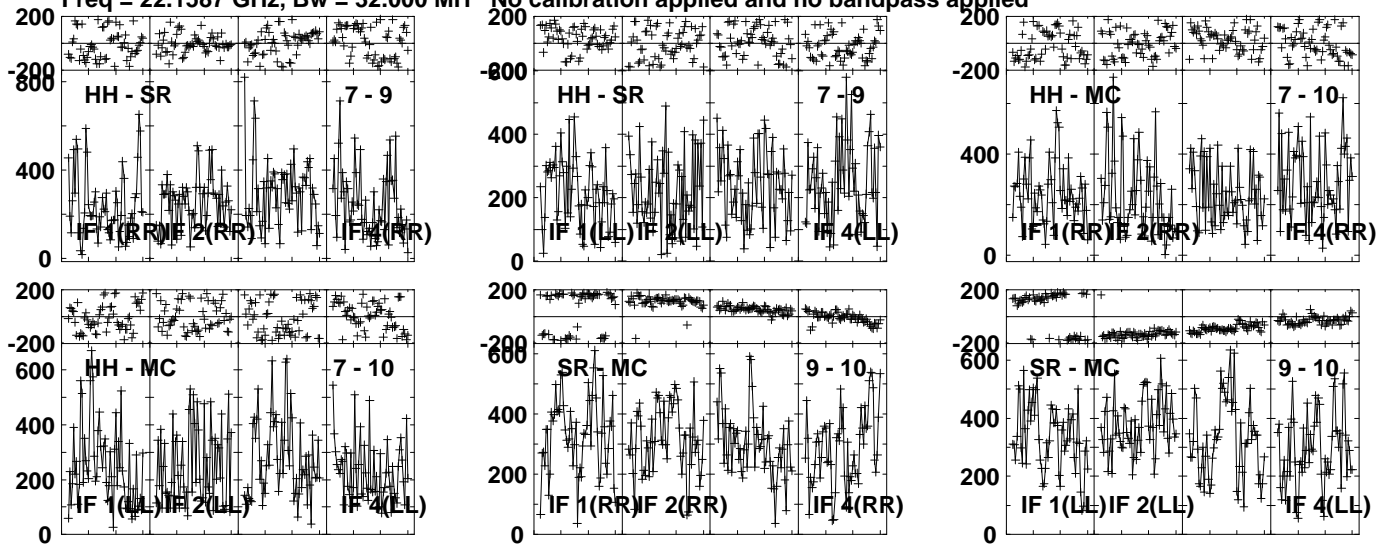 Freq = 22.1587 GHz, Bw = 32.000 MH No calibration applied and no bandpass applied
200
-200
800
400
0
HH - SR 7 - 9
IF 1(RR) IF 2(RR) IF 4(RR)
200
-200
600
400
200
0
HH - SR 7 - 9
IF 1(LL) IF 2(LL) IF 4(LL)
200
-200
400
0
HH - MC 7 - 10
IF 1(RR) IF 2(RR) IF 4(RR)
200
-200
600
400
200
0
HH - MC 7 - 10
IF 1(LL) IF 2(LL) IF 4(LL)
200
-200
600
400
200
0
SR - MC 9 - 10
IF 1(RR) IF 2(RR) IF 4(RR)
200
-200
600
400
200
0
SR - MC 9 - 10
IF 1(LL) IF 2(LL) IF 4(LL)